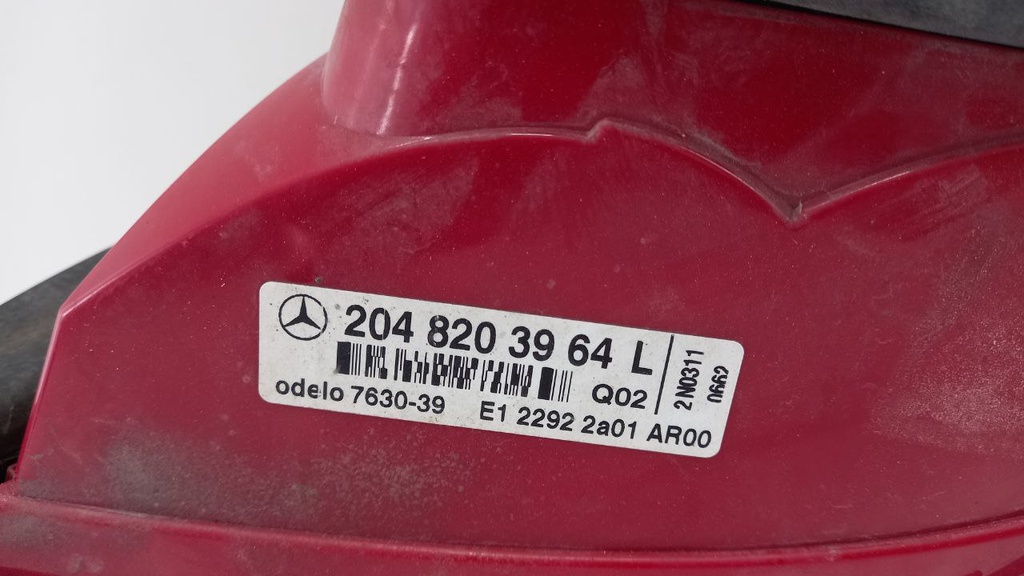 204 820 39 64 L
Q02
odelo 7630-39 E1 2292 2a01 AR00
2N0311
0662